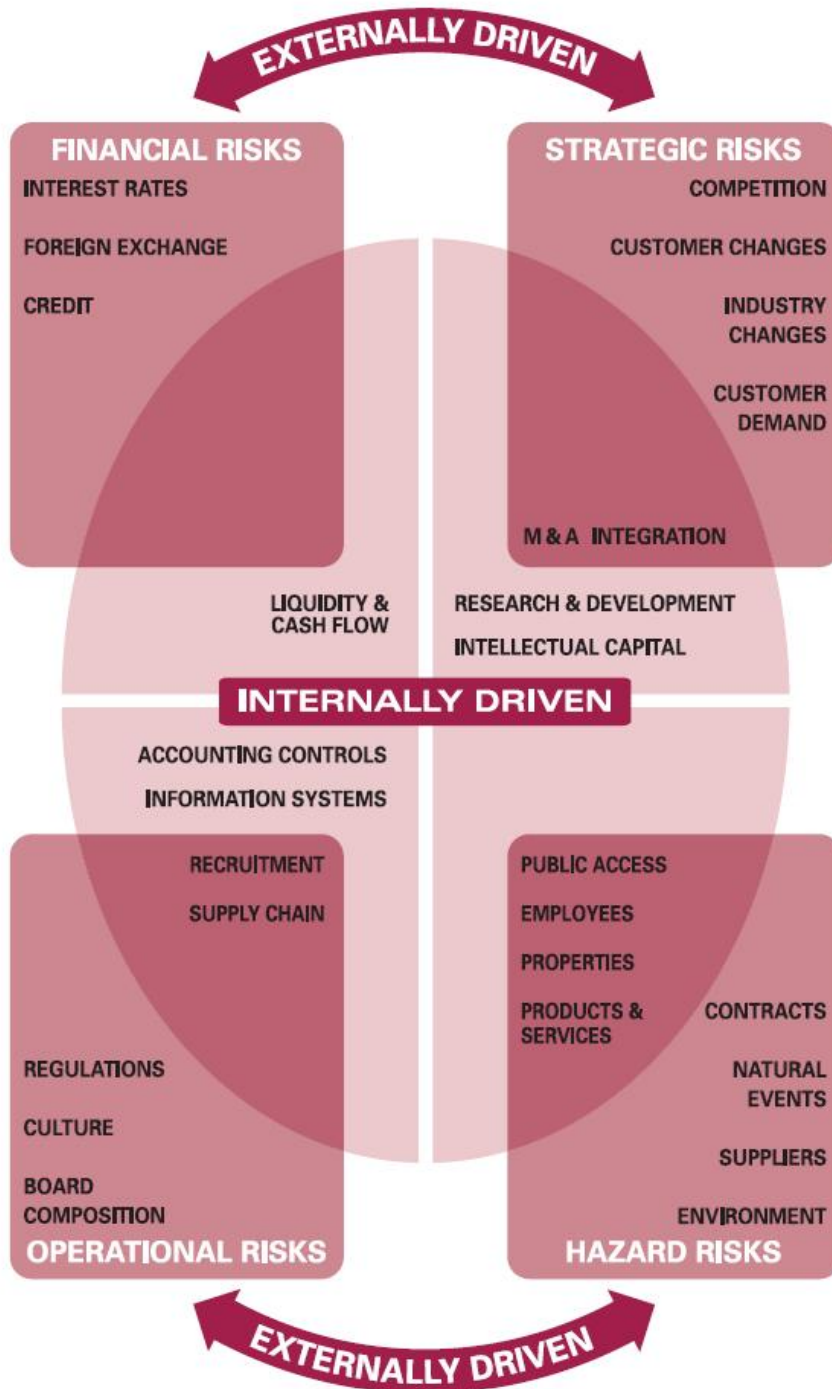 EXTERNALLY DRIVEN
FINANCIAL RISKS
INTEREST RATES
FOREIGN EXCHANGE
CREDIT
STRATEGIC RISKS
COMPETITION
CUSTOMER CHANGES
INDUSTRY
CHANGES
CUSTOMER
DEMAND
M & A INTEGRATION
LIQUIDITY &
CASH FLOW
RESEARCH & DEVELOPMENT
INTELLECTUAL CAPITAL
INTERNALLY DRIVEN
ACCOUNTING CONTROLS
INFORMATION SYSTEMS
RECRUITMENT
SUPPLY CHAIN
REGULATIONS
CULTURE
BOARD
COMPOSITION
OPERATIONAL RISKS
PUBLIC ACCESS
EMPLOYEES
PROPERTIES
PRODUCTS &
SERVICES
CONTRACTS
NATURAL
EVENTS
SUPPLIERS
ENVIRONMENT
HAZARD RISKS
EXTERNALLY DRIVEN